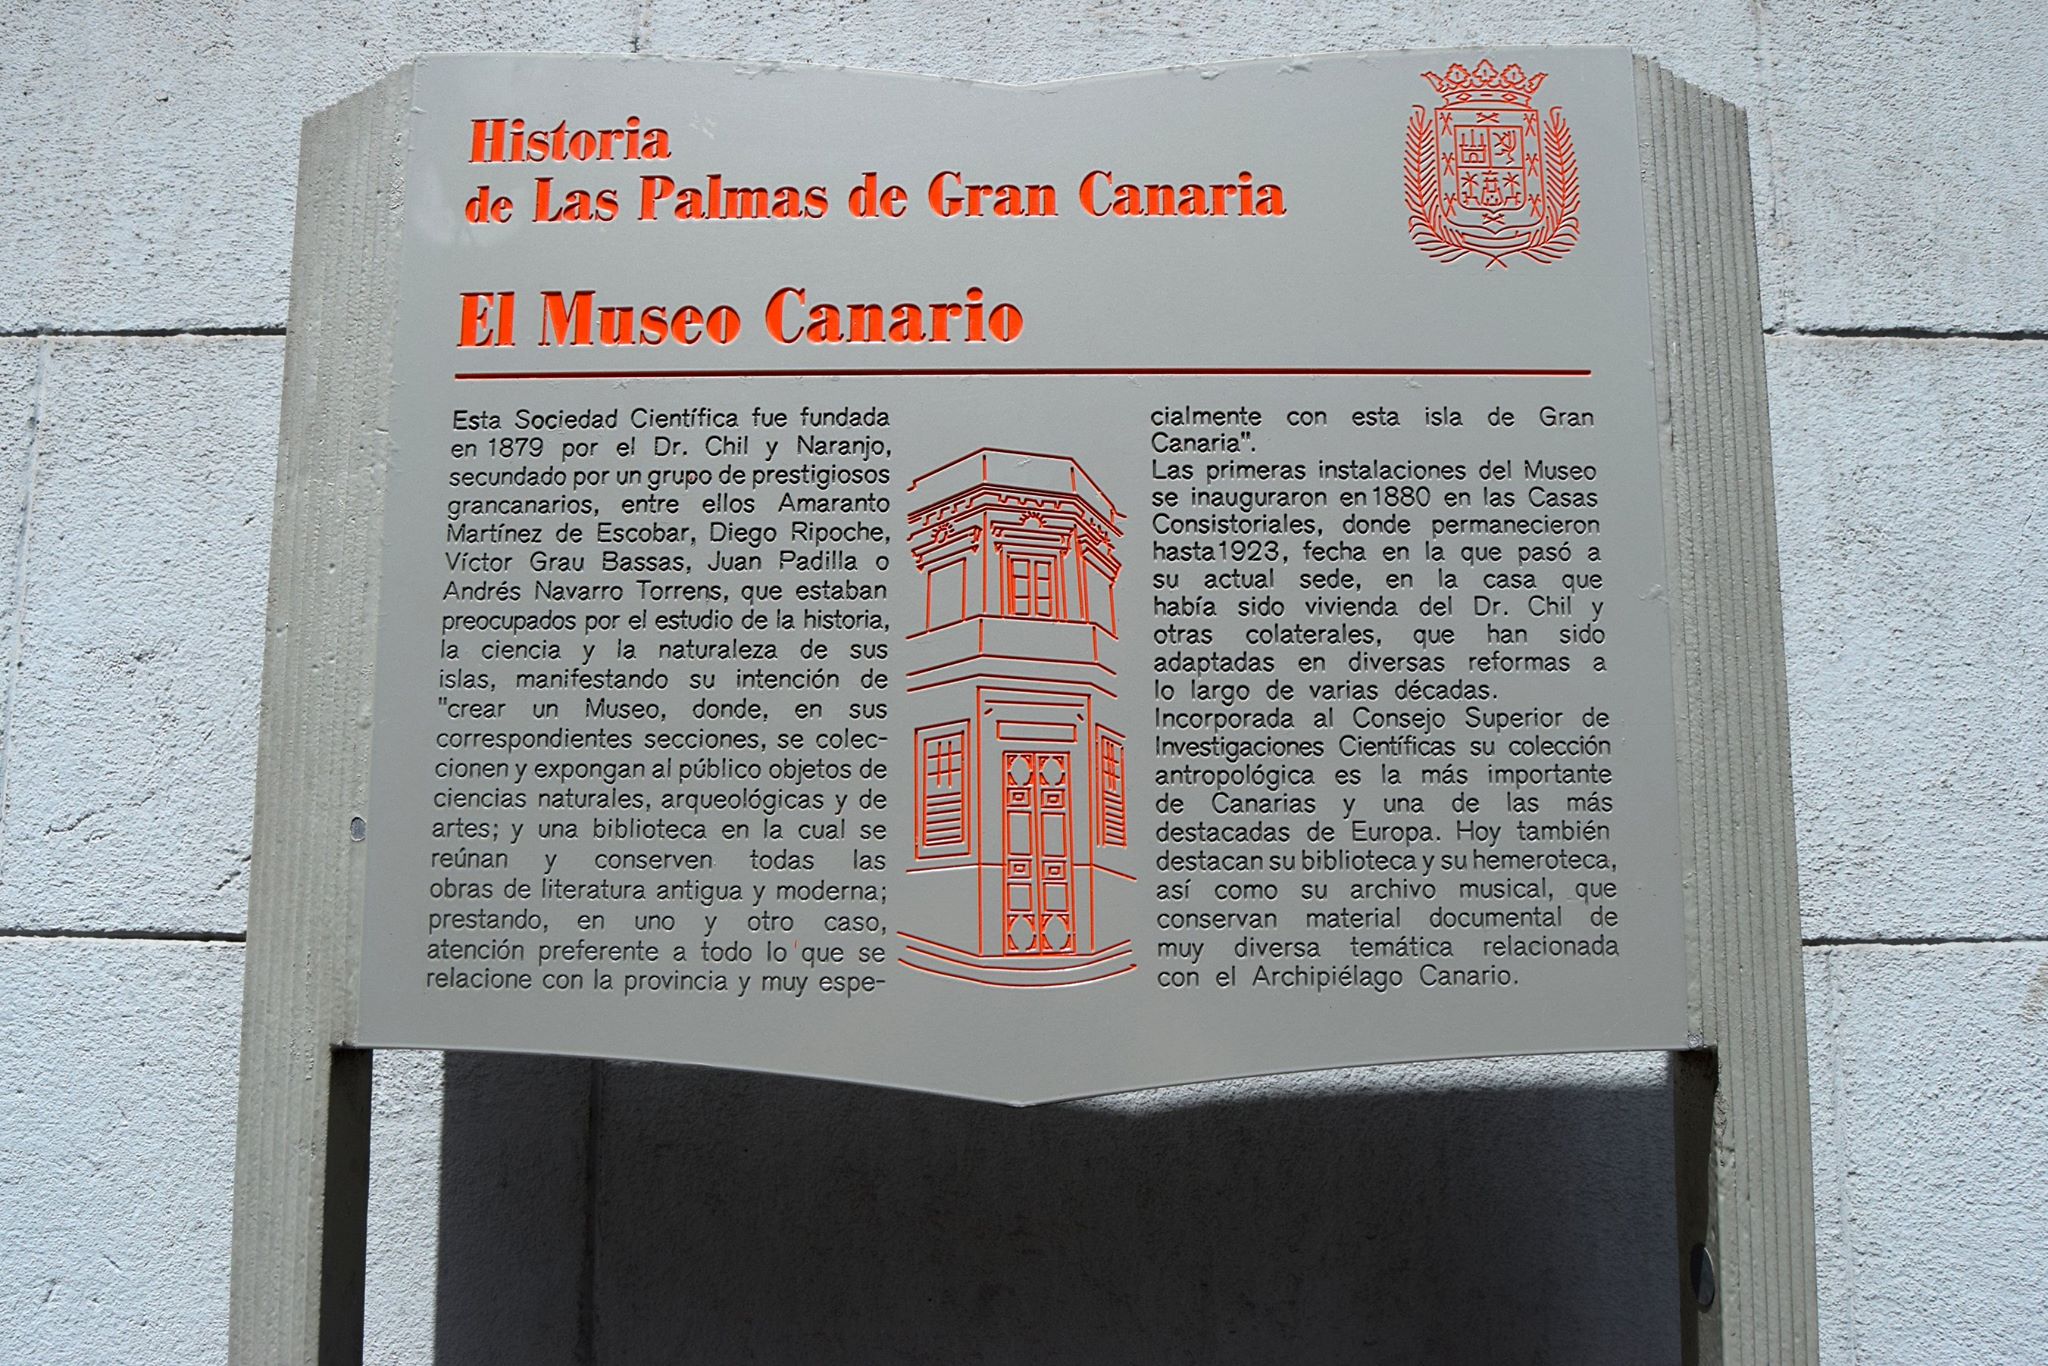 Historia
de Las Palmas de Gran Canaria
El Museo Canario
Esta Sociedad Científica fue fundada
en 1879 por el Dr. Chil y Naranjo,
secundado por un grupo de prestigiosos
grancanarios, entre ellos Amaranto
Martínez de Escobar, Diego Ripoche,
Víctor Grau Bassas, Juan Padilla o
Andrés Navarro Torrens, que estaban
preocupados por el estudio de la historia,
la ciencia y la naturaleza de sus
islas, manifestando su intención de
"crear un Museo, donde, en sus
correspondientes secciones, se colec-
cionen y expongan al público objetos de
ciencias naturales, arqueológicas y de
artes; y una biblioteca en la cual se
reúnan y conserven todas las
obras de literatura antigua y moderna;
prestando, en uno y otro caso,
atención preferente a todo lo que se
relacione con la provincia y muy espe-
cialmente con esta isla de Gran
Canaria".
Las primeras instalaciones del Museo
se inauguraron en 1880 en las Casas
Consistoriales, donde permanecieron
hasta 1923, fecha en la que pasó a
su actual sede, en la casa que
había sido vivienda del Dr. Chil y
otras colaterales, que han sido
adaptadas en diversas reformas a
lo largo de varias décadas.
Incorporada al Consejo Superior de
Investigaciones Científicas su colección
antropológica es la más importante
de Canarias y una de las más
destacadas de Europa. Hoy también
destacan su biblioteca y su hemeroteca,
así como su archivo musical, que
conservan material documental de
muy diversa temática relacionada
con el Archipiélago Canario.